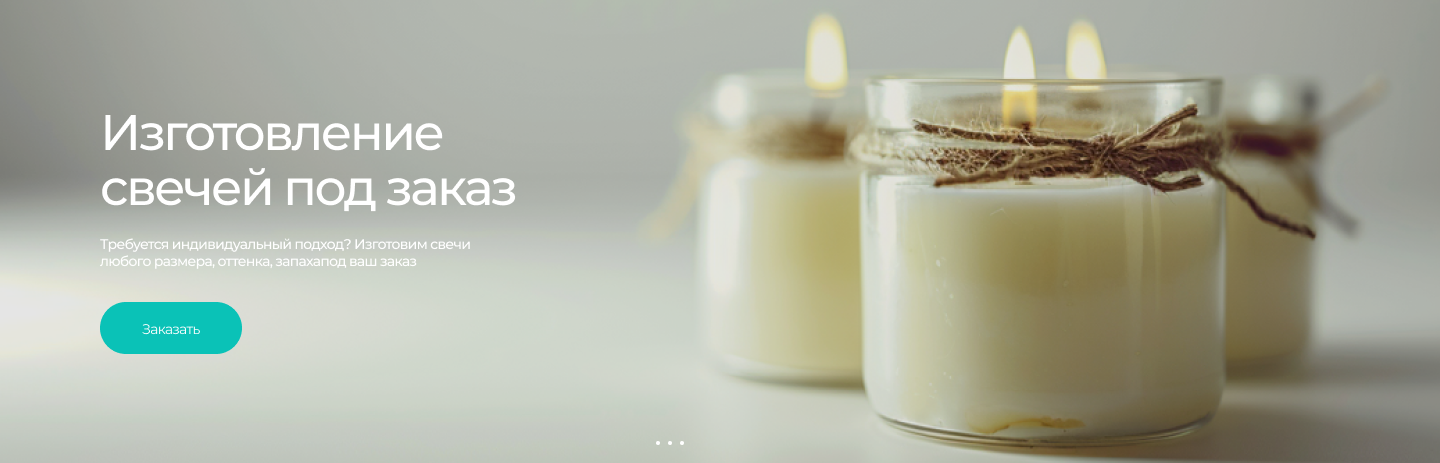 Изготовление
свечей под заказ
Требуется индивидуальный подход? Изготовим свечи
любого размера, оттенка, запахапод ваш заказ
Заказать